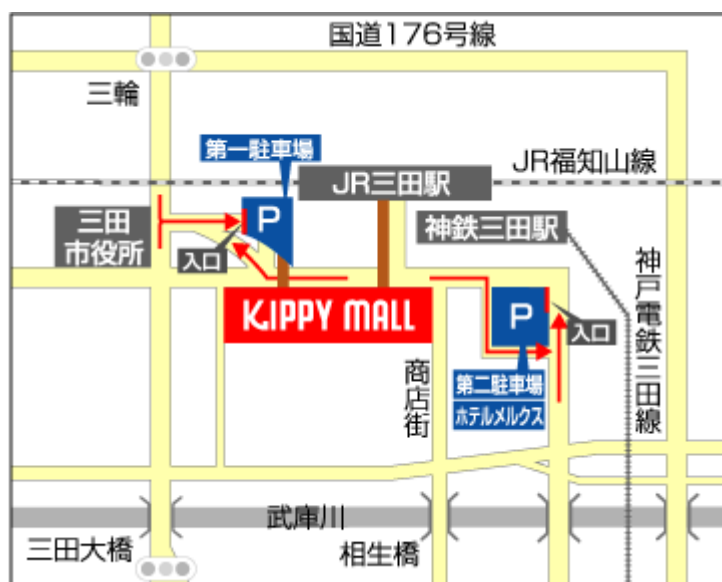 国道176号線
三輪
第一駐車場
JR福知山線
JR三田駅
P
三田
市役所
神鉄三田駅
入口
神戸電鉄三田線
KiPPY MALL
P
入口
商店街
第二駐車場
ホテルメルクス
武庫川
三田大橋
相生橋